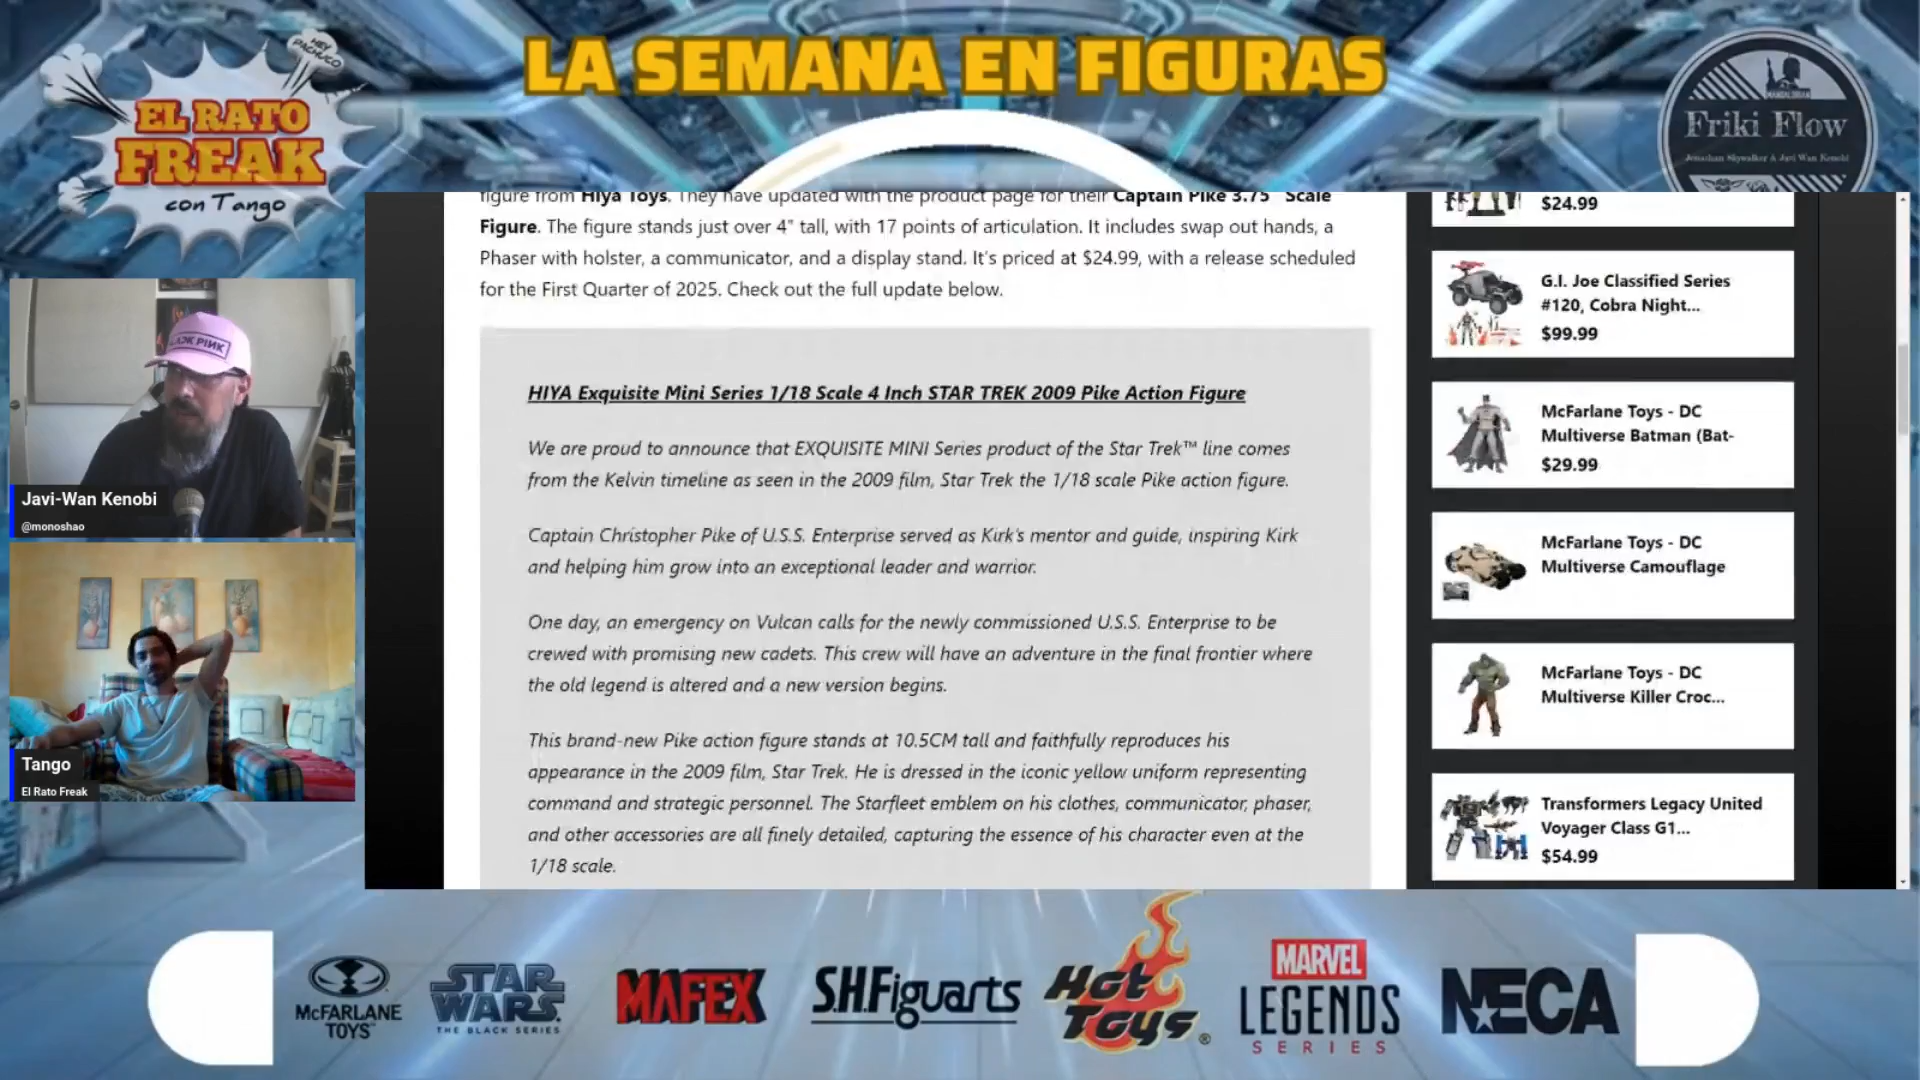 LA SEMANA EN FIGURAS
HEY PACHUCO
EL RATO
FREAK
con Tango
MANDALORIAN
Friki Flow
Jonathan Skywalker & Javi Wan Kenobi
figure from Hiya Toys. They have updated with the product page for their Captain Pike 3.75" Scale
Figure. The figure stands just over 4" tall, with 17 points of articulation. It includes swap out hands, a
Phaser with holster, a communicator, and a display stand. It's priced at $24.99, with a release scheduled
for the First Quarter of 2025. Check out the full update below.
HIYA Exquisite Mini Series 1/18 Scale 4 Inch STAR TREK 2009 Pike Action Figure
We are proud to announce that EXQUISITE MINI Series product of the Star Trek™ line comes
from the Kelvin timeline as seen in the 2009 film, Star Trek the 1/18 scale Pike action figure.
Captain Christopher Pike of U.S.S. Enterprise served as Kirk's mentor and guide, inspiring Kirk
and helping him grow into an exceptional leader and warrior.
One day, an emergency on Vulcan calls for the newly commissioned U.S.S. Enterprise to be
crewed with promising new cadets. This crew will have an adventure in the final frontier where
the old legend is altered and a new version begins.
This brand-new Pike action figure stands at 10.5CM tall and faithfully reproduces his
appearance in the 2009 film, Star Trek. He is dressed in the iconic yellow uniform representing
command and strategic personnel. The Starfleet emblem on his clothes, communicator, phaser,
and other accessories are all finely detailed, capturing the essence of his character even at the
1/18 scale.
$24.99
G.I. Joe Classified Series
#120, Cobra Night...
$99.99
McFarlane Toys - DC
Multiverse Batman (Bat-
$29.99
McFarlane Toys - DC
Multiverse Camouflage
McFarlane Toys - DC
Multiverse Killer Croc...
Transformers Legacy United
Voyager Class G1...
$54.99
PINK
Javi-Wan Kenobi
@monoshao
Tango
El Rato Freak
McFARLANE
TOYS™
STAR
WARS.
THE BLACK SERIES
MAFEX
S.H.Figuarts
Hot
Toys®
MARVEL
LEGENDS
SERIES
NECA